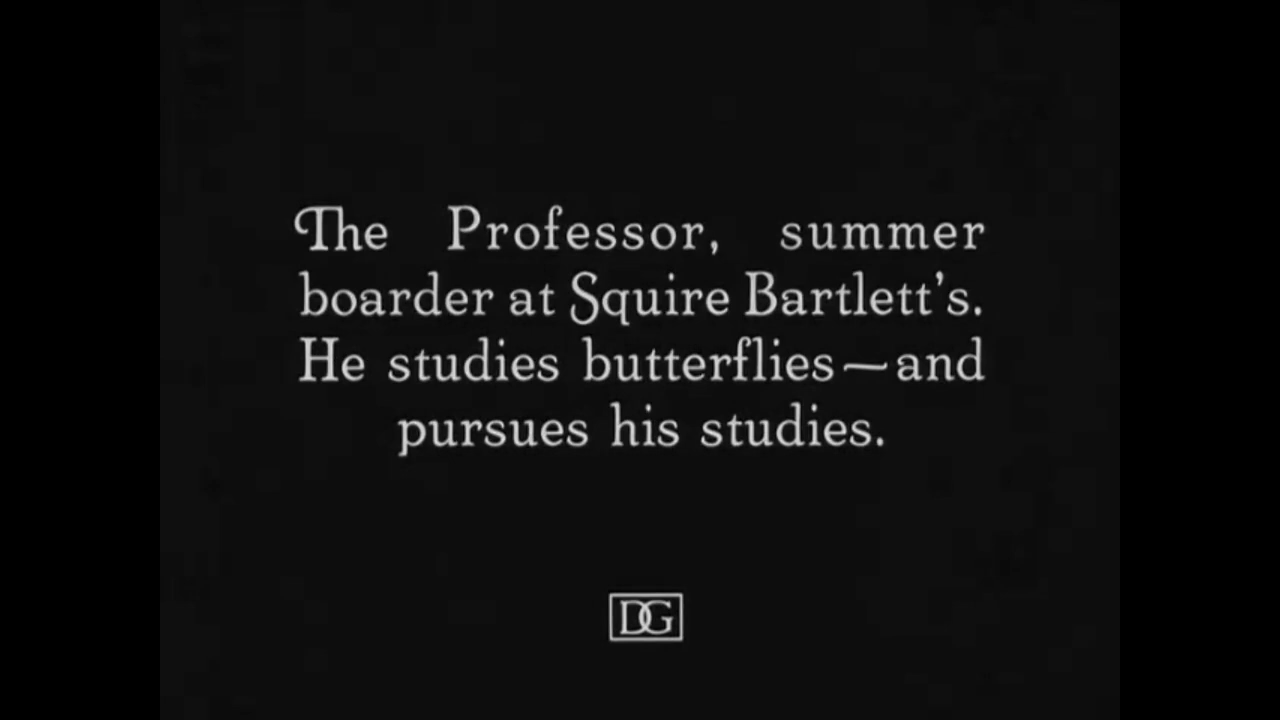 The Professor, summer
boarder at Squire Bartlett's.
He studies butterflies—and
pursues his studies.
DG